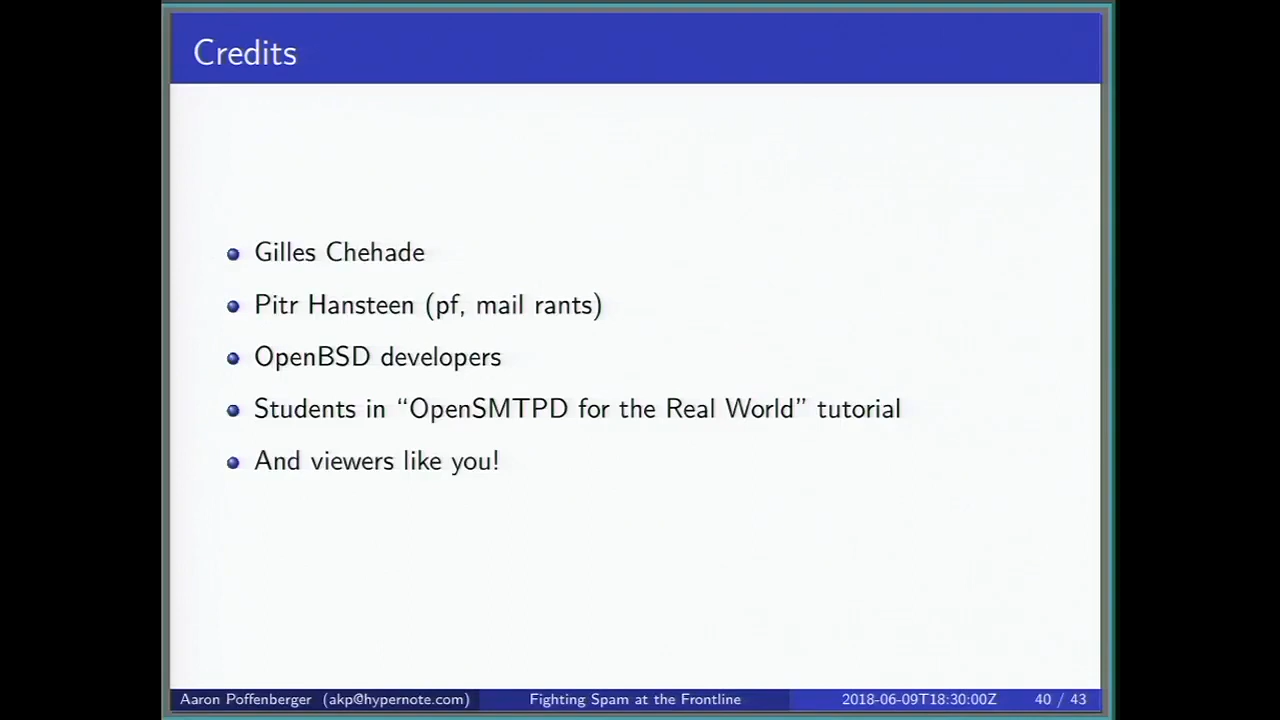 Credits
Gilles Chehade
Pitr Hansteen (pf, mail rants)
OpenBSD developers
Students in “OpenSMTPD for the Real World” tutorial
And viewers like you!
Aaron Poffenberger (akp@hypernote.com) Fighting Spam at the Frontline 2018-06-09T18:30:00Z 40 / 43